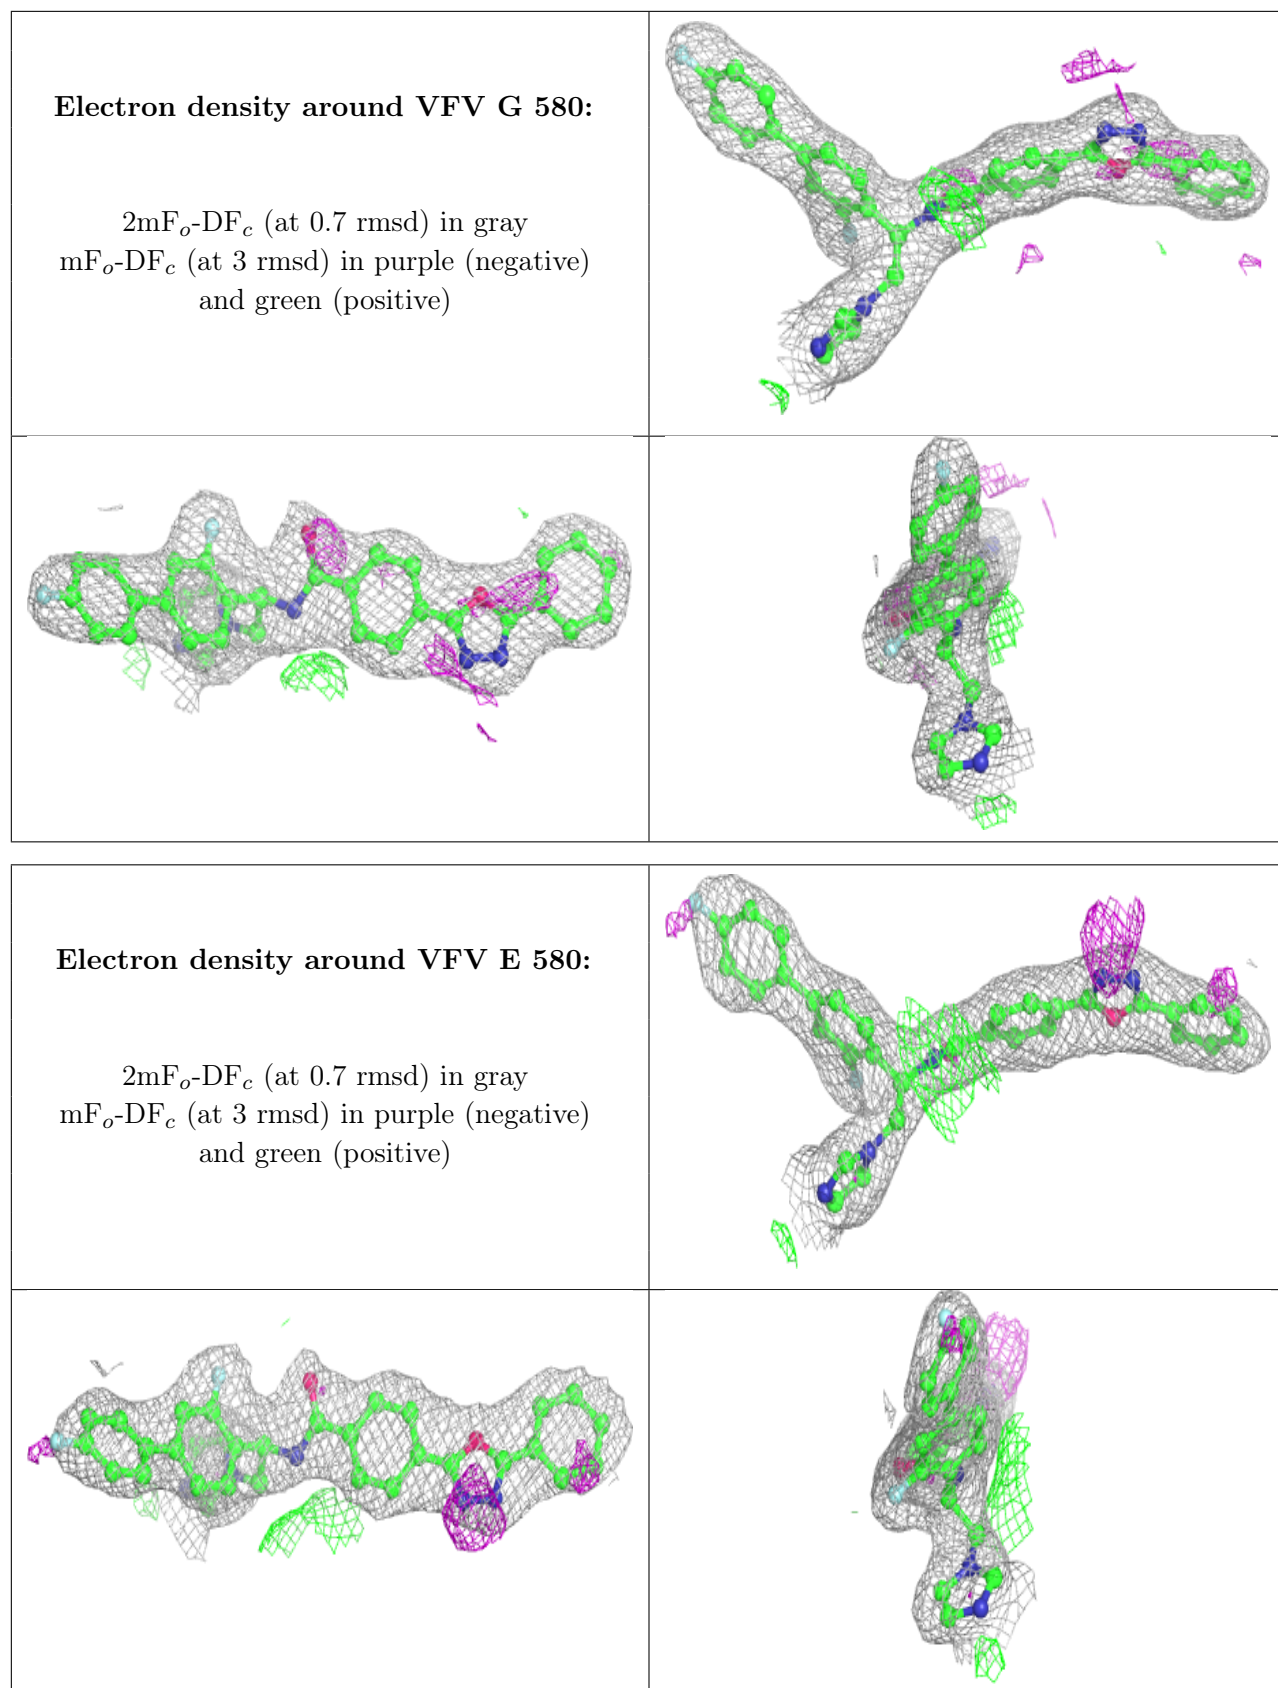 Electron density around VFV G 580:
2mFₒ-DF𝒸 (at 0.7 rmsd) in gray
mFₒ-DF𝒸 (at 3 rmsd) in purple (negative)
and green (positive)
Electron density around VFV E 580:
2mFₒ-DF𝒸 (at 0.7 rmsd) in gray
mFₒ-DF𝒸 (at 3 rmsd) in purple (negative)
and green (positive)